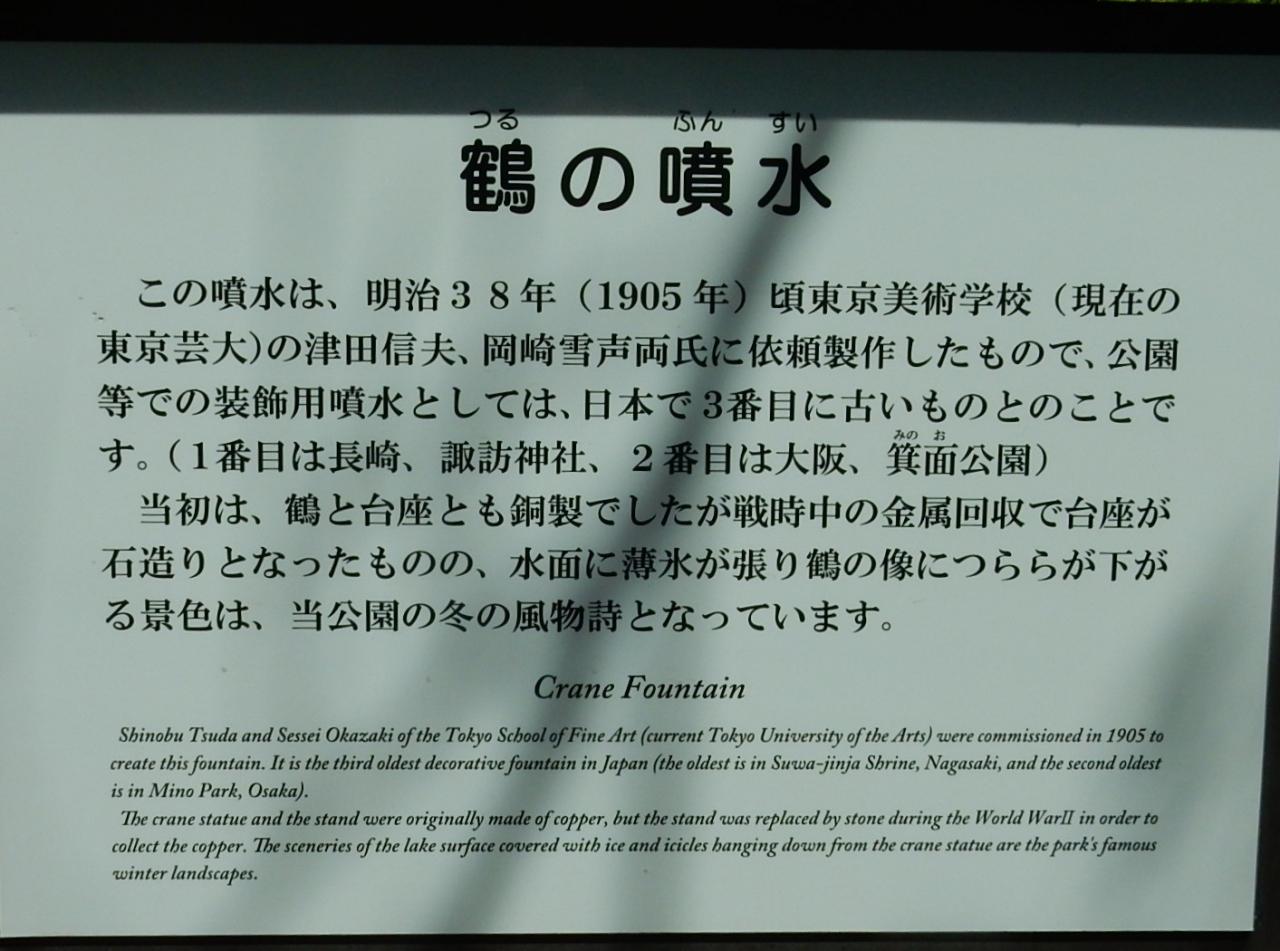 つる ふん すい
鶴の噴水
この噴水は、明治38年（1905年）頃東京美術学校（現在の
東京芸大)の津田信夫、岡崎雪声両氏に依頼製作したもので、公園
等での装飾用噴水としては、日本で3番目に古いものとのことで
す。（1番目は長崎、諏訪神社、2番目は大阪、箕面公園）
みの お
当初は、鶴と台座とも銅製でしたが戦時中の金属回収で台座が
石造りとなったものの、水面に薄氷が張り鶴の像につららが下が
る景色は、当公園の冬の風物詩となっています。
Crane Fountain
Shinobu Tsuda and Sessei Okazaki of the Tokyo School of Fine Art (current Tokyo University of the Arts) were commissioned in 1905 to
create this fountain. It is the third oldest decorative fountain in Japan (the oldest is in Suwa-jinja Shrine, Nagasaki, and the second oldest
is in Mino Park, Osaka).
The crane statue and the stand were originally made of copper, but the stand was replaced by stone during the World WarⅡ in order to
collect the copper. The sceneries of the lake surface covered with ice and icicles hanging down from the crane statue are the park's famous
winter landscapes.